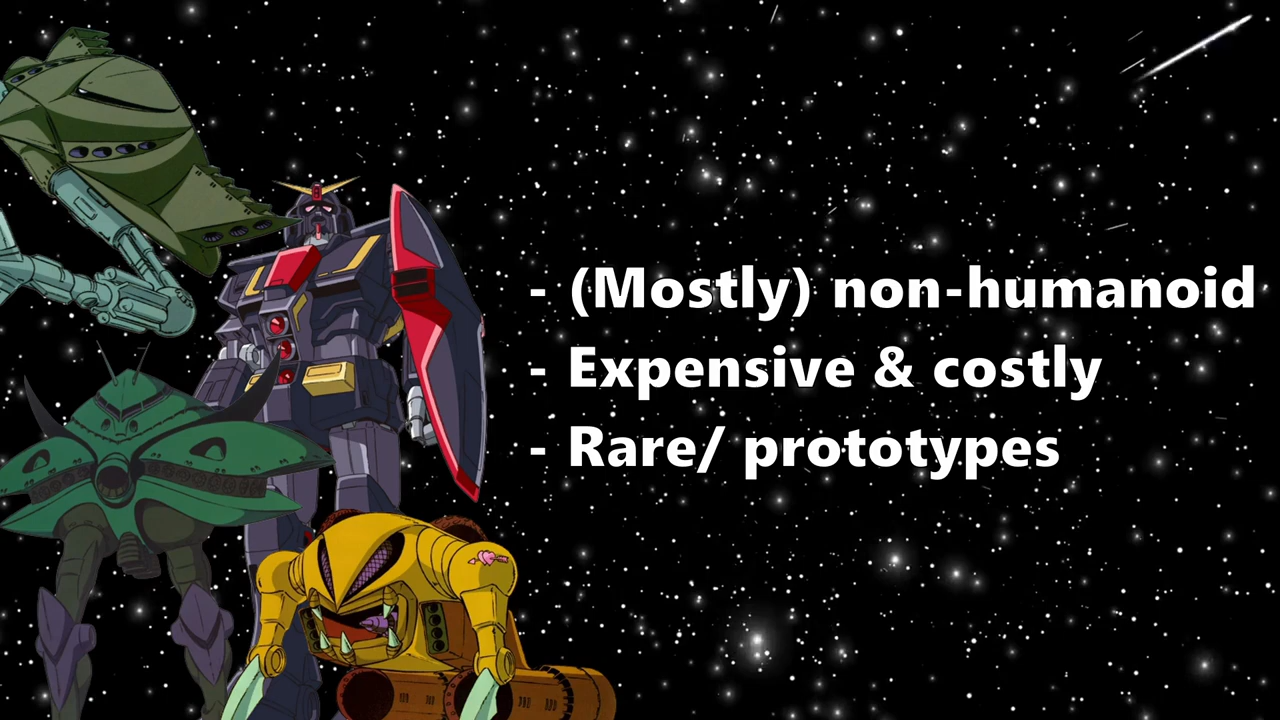 - (Mostly) non-humanoid
- Expensive & costly
- Rare/ prototypes